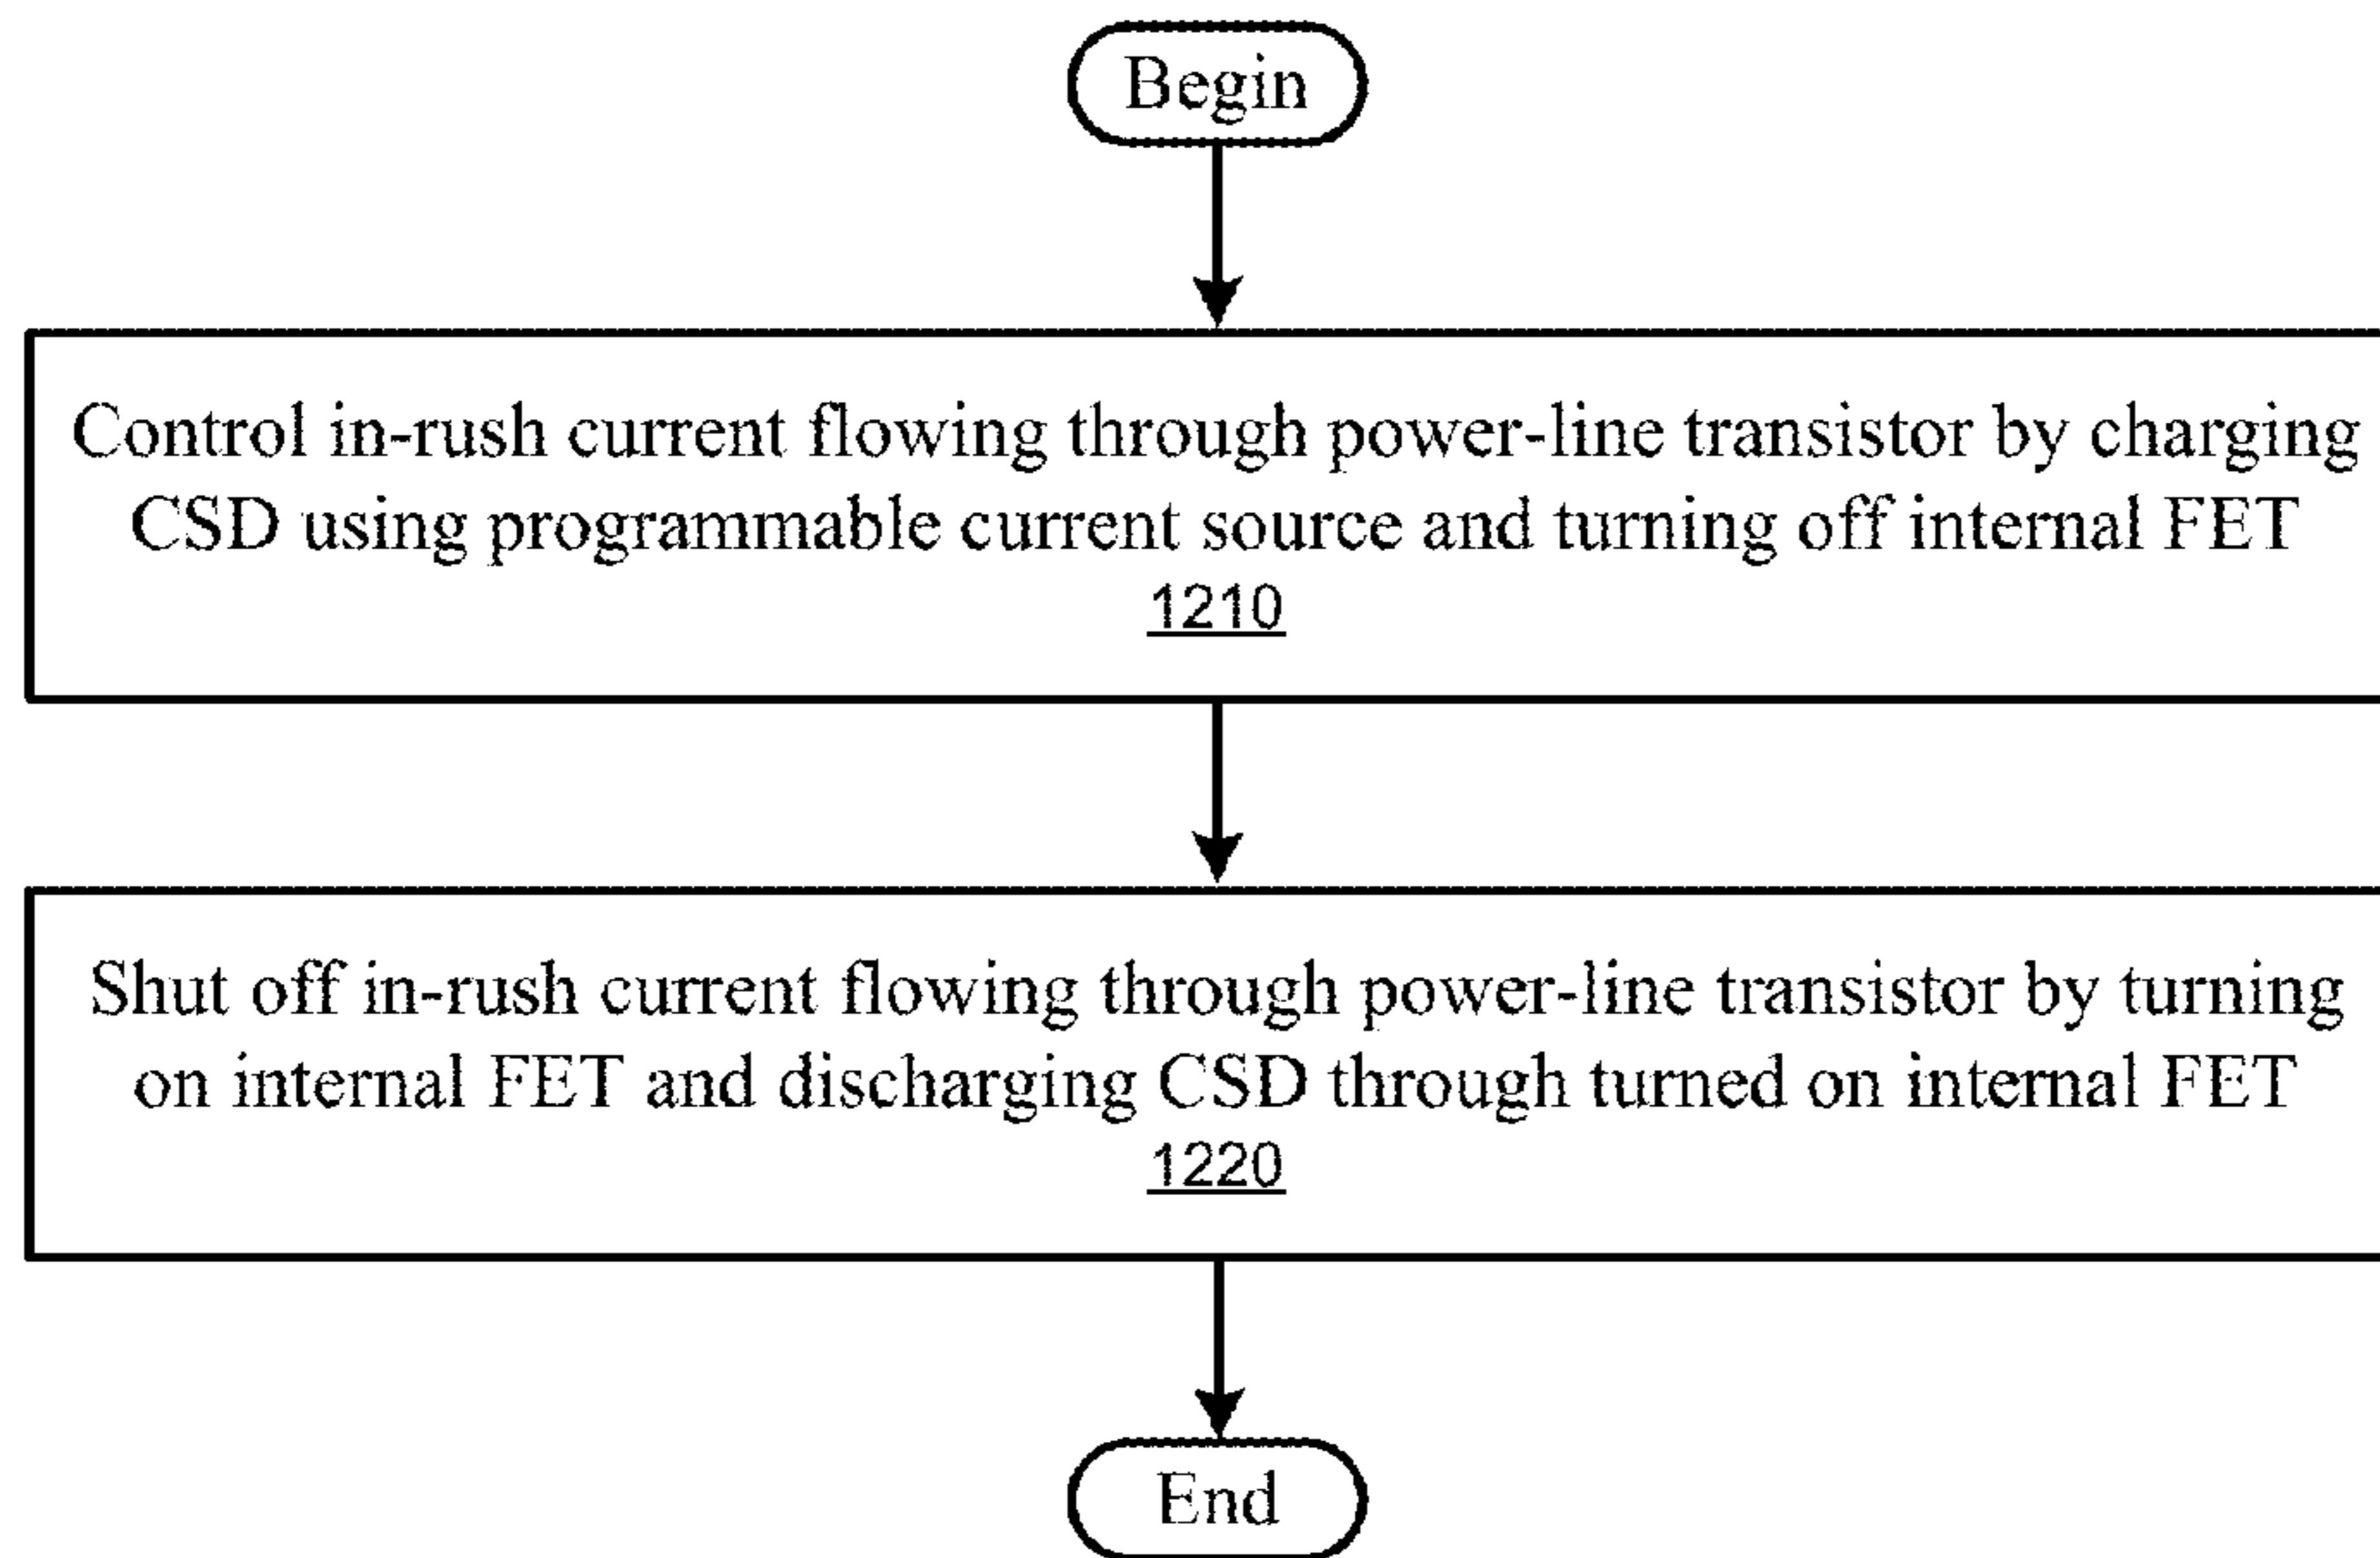 Begin
Control in-rush current flowing through power-line transistor by charging
CSD using programmable current source and turning off internal FET
1210
Shut off in-rush current flowing through power-line transistor by turning
on internal FET and discharging CSD through turned on internal FET
1220
End